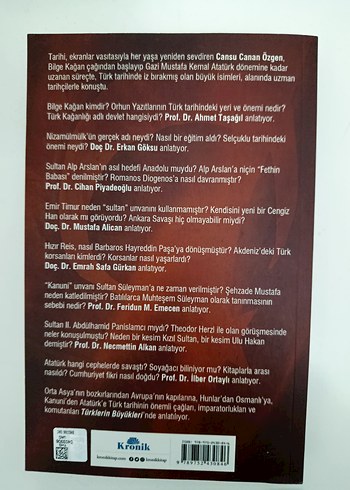 Tarihi, ekranlar vasıtasıyla her yaşa yeniden sevdiren Cansu Canan Özgen,
Bilge Kağan çağından başlayıp Gazi Mustafa Kemal Atatürk dönemine kadar
uzanan süreçte, Türk tarihinde iz bırakmış olan büyük isimleri, alanında uzman
tarihçilerle konuştu.
Bilge Kağan kimdir? Orhun Yazıtlarının Türk tarihindeki yeri ve önemi nedir?
Türk Kağanlığı adlı devlet hangisiydi? Prof. Dr. Ahmet Taşağıl anlatıyor.
Nizamülmülk'ün gerçek adı neydi? Nasıl bir eğitim aldı? Selçuklu tarihindeki
önemi neydi? Doç Dr. Erkan Göksu anlatıyor.
Sultan Alp Arslan'ın asıl hedefi Anadolu muydu? Alp Arslan'a niçin "Fethin
Babası" denilmiştir? Romanos Diogenos'a nasıl davranmıştır?
Prof. Dr. Cihan Piyadeoğlu anlatıyor.
Emir Timur neden "sultan" unvanını kullanmamıştır? Kendisini yeni bir Cengiz
Han olarak mı görüyordu? Ankara Savaşı hiç olmayabilir miydi?
Doç. Dr. Mustafa Alican anlatıyor.
Hızır Reis, nasıl Barbaros Hayreddin Paşa'ya dönüşmüştür? Akdeniz'deki Türk
korsanları kimlerdi? Korsanlar nasıl yaşarlardı?
Doç. Dr. Emrah Safa Gürkan anlatıyor.
"Kanuni" unvanı Sultan Süleyman'a ne zaman verilmiştir? Şehzade Mustafa
neden katledilmiştir? Batılılarca Muhteşem Süleyman olarak tanınmasının
sebebi nedir? Prof. Dr. Feridun M. Emecen anlatıyor.
Sultan II. Abdülhamid Panislamcı mıydı? Theodor Herzl ile olan görüşmesinde
neler konuşulmuştu? Neden bir kesim Kızıl Sultan, bir kesim Ulu Hakan
demiştir? Prof. Dr. Necmettin Alkan anlatıyor.
Atatürk hangi cephelerde savaştı? Soyağacı biliniyor mu? Kitaplarla arası
nasıldı? Cumhuriyet fikri nasıl doğdu? Prof. Dr. İlber Ortaylı anlatıyor.
Orta Asya'nın bozkırlarından Avrupa'nın kapılarına, Hunlar'dan Osmanlı'ya,
Kanuni'den Atatürk'e Türk tarihinin önemli çağları, imparatorlukları ve
komutanları Türklerin Büyükleri'nde anlatılıyor.
Kronik
kronikkitap.com
kronikkitap